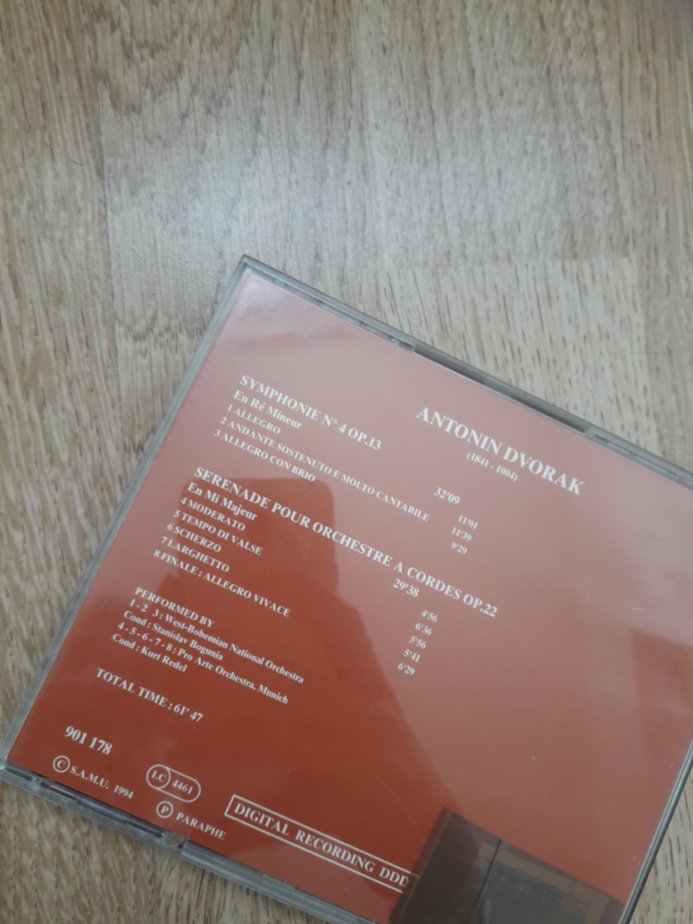 ANTONIN DVORAK
(1841 - 1904)
SYMPHONIE N° 4 OP.13 32'09
En Ré Mineur
1 ALLEGRO 11'01
2 ANDANTE SOSTENUTO E MOLTO CANTABILE 11'39
3 ALLEGRO CON BRIO 9'29
SERENADE POUR ORCHESTRE A CORDES OP.22
En Mi Majeur 29'38
4 MODERATO 4'56
5 TEMPO DI VALSE 6'36
6 SCHERZO 5'56
7 LARGHETTO 5'41
8 FINALE : ALLEGRO VIVACE 6'29
PERFORMED BY
1 - 2 3 : West-Bohemian National Orchestra
Cond : Stanislav Bogunia
4 - 5 - 6 - 7 - 8 : Pro Arte Orchestra, Munich
Cond : Kurt Redel
TOTAL TIME : 61' 47
901 178
© S.A.M.U. 1994
LC 4461
℗ PARAPHE
DIGITAL RECORDING DDD